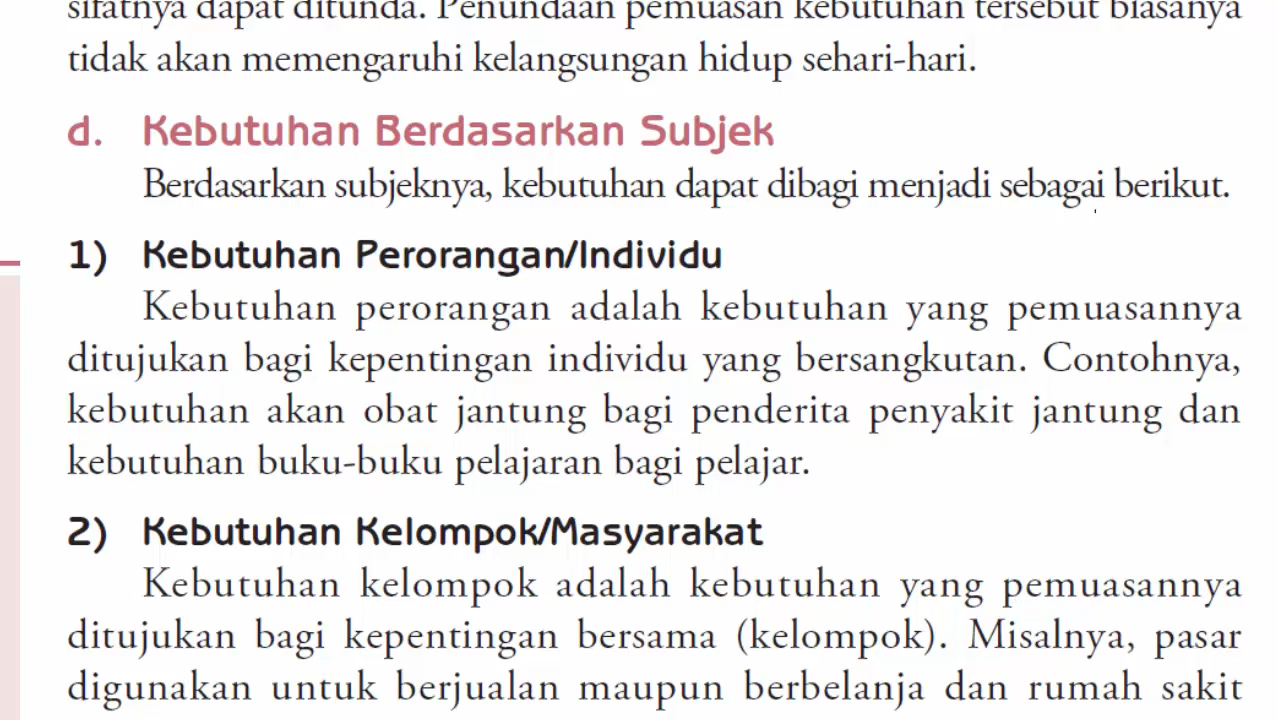 sifatnya dapat ditunda. Penundaan pemuasan kebutuhan tersebut biasanya
tidak akan memengaruhi kelangsungan hidup sehari-hari.
d. Kebutuhan Berdasarkan Subjek
Berdasarkan subjeknya, kebutuhan dapat dibagi menjadi sebagai berikut.
1) Kebutuhan Perorangan/Individu
Kebutuhan perorangan adalah kebutuhan yang pemuasannya
ditujukan bagi kepentingan individu yang bersangkutan. Contohnya,
kebutuhan akan obat jantung bagi penderita penyakit jantung dan
kebutuhan buku-buku pelajaran bagi pelajar.
2) Kebutuhan Kelompok/Masyarakat
Kebutuhan kelompok adalah kebutuhan yang pemuasannya
ditujukan bagi kepentingan bersama (kelompok). Misalnya, pasar
digunakan untuk berjualan maupun berbelanja dan rumah sakit